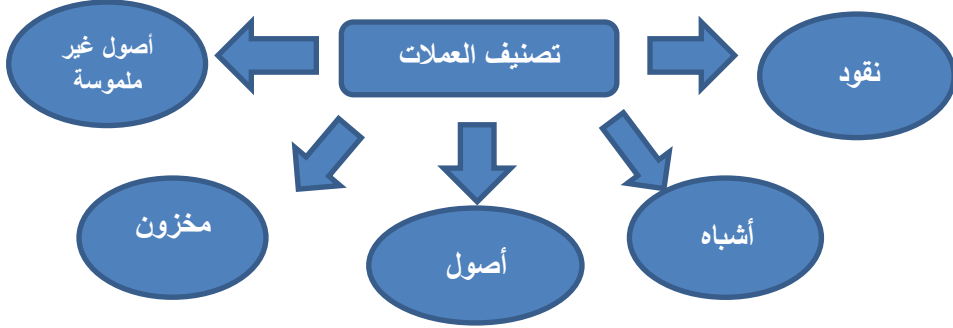 تصنيف العملات
نقود
أصول غير
ملموسة
أشباه
أصول
مخزون